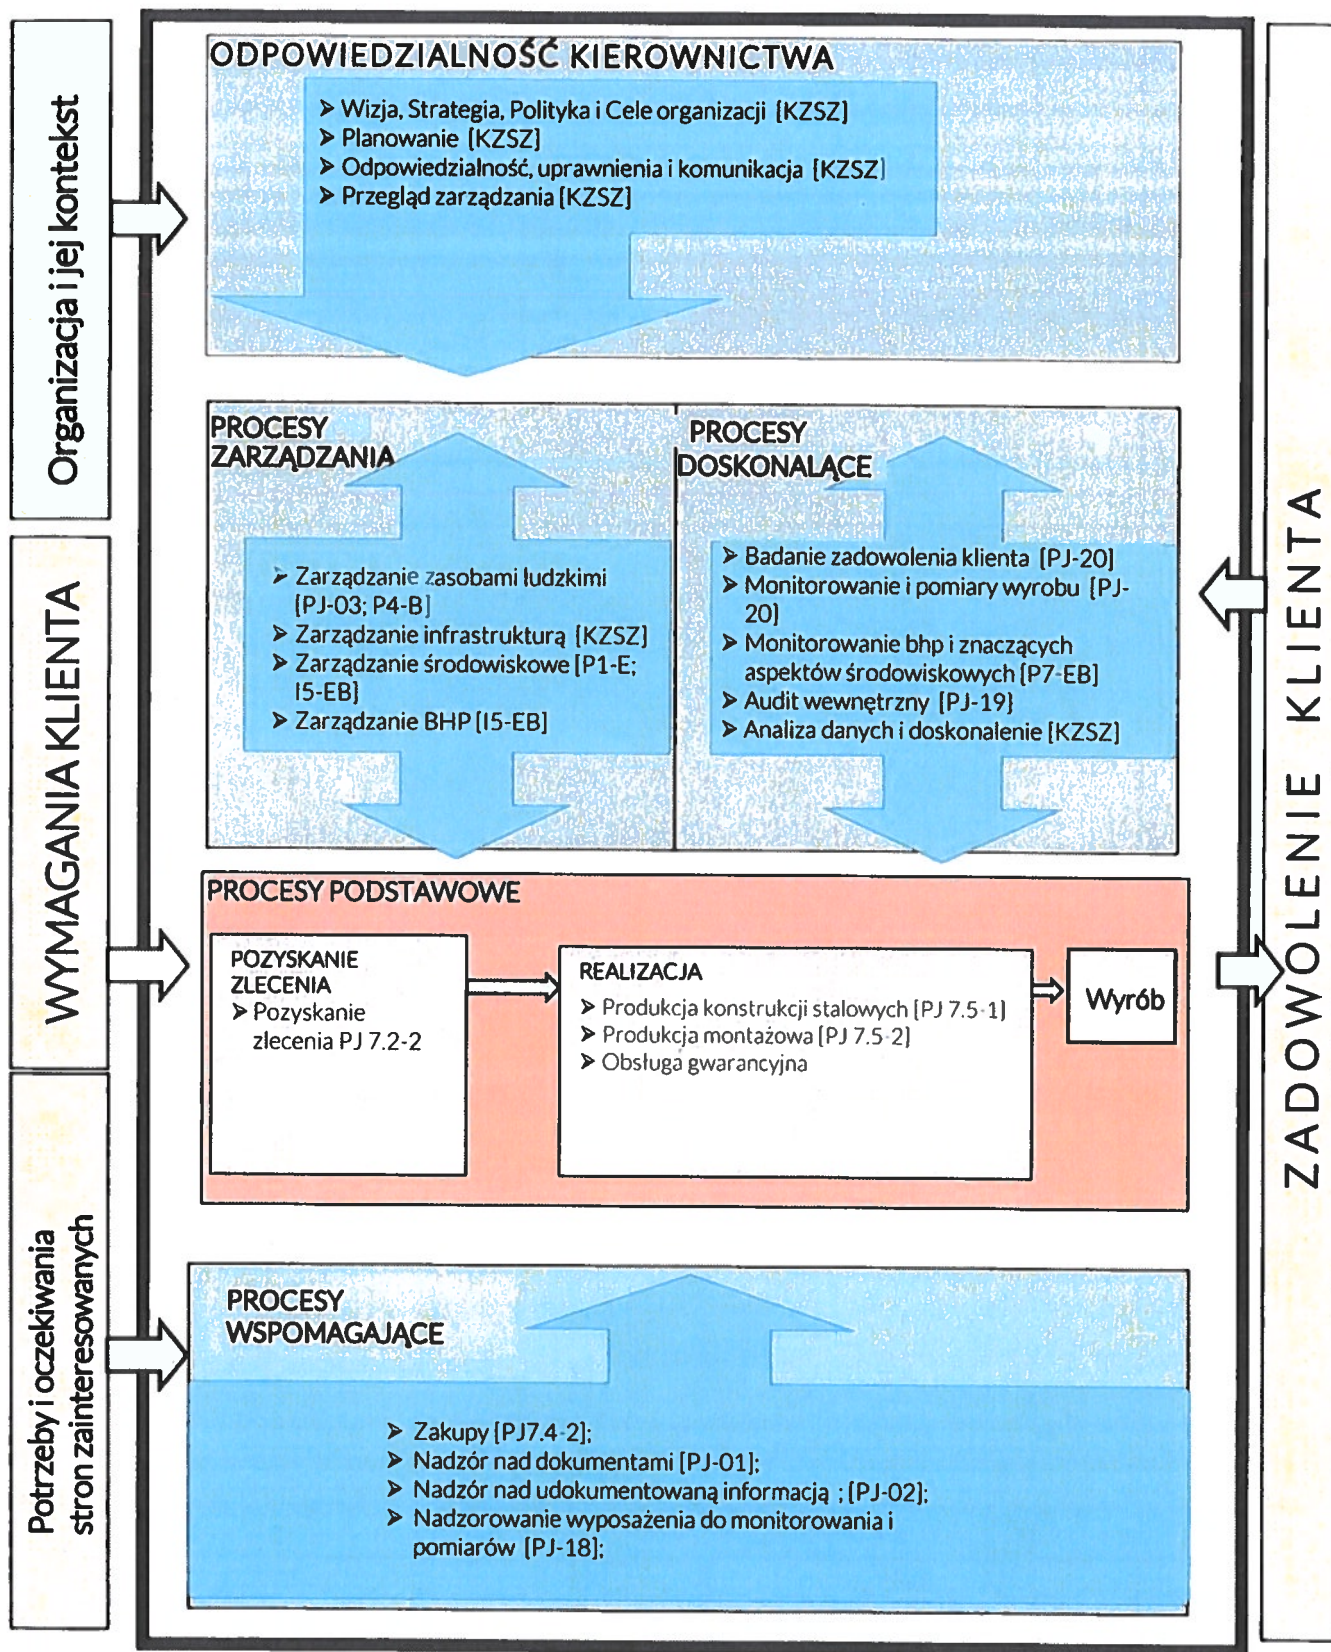 Organizacja i jej kontekst
WYMAGANIA KLIENTA
Potrzeby i oczekiwania
stron zainteresowanych
ODPOWIEDZIALNOŚĆ KIEROWNICTWA
➢ Wizja, Strategia, Polityka i Cele organizacji [KZSZ]
➢ Planowanie [KZSZ]
➢ Odpowiedzialność, uprawnienia i komunikacja [KZSZ]
➢ Przegląd zarządzania [KZSZ]
PROCESY
ZARZĄDZANIA
➢ Zarządzanie zasobami ludzkimi
[PJ-03; P4-B]
➢ Zarządzanie infrastrukturą [KZSZ]
➢ Zarządzanie środowiskowe [P1-E;
I5-EB]
➢ Zarządzanie BHP [I5-EB]
PROCESY
DOSKONALĄCE
➢ Badanie zadowolenia klienta [PJ-20]
➢ Monitorowanie i pomiary wyrobu [PJ-
20]
➢ Monitorowanie bhp i znaczących
aspektów środowiskowych [P7-EB]
➢ Audit wewnętrzny [PJ-19]
➢ Analiza danych i doskonalenie [KZSZ]
PROCESY PODSTAWOWE
POZYSKANIE
ZLECENIA
➢ Pozyskanie
zlecenia PJ 7.2-2
REALIZACJA
➢ Produkcja konstrukcji stalowych [PJ 7.5-1]
➢ Produkcja montażowa [PJ 7.5-2]
➢ Obsługa gwarancyjna
Wyrób
PROCESY
WSPOMAGAJĄCE
➢ Zakupy [PJ7.4-2];
➢ Nadzór nad dokumentami [PJ-01];
➢ Nadzór nad udokumentowaną informacją ; [PJ-02];
➢ Nadzorowanie wyposażenia do monitorowania i
pomiarów [PJ-18];
ZADOWOLENIE KLIENTA